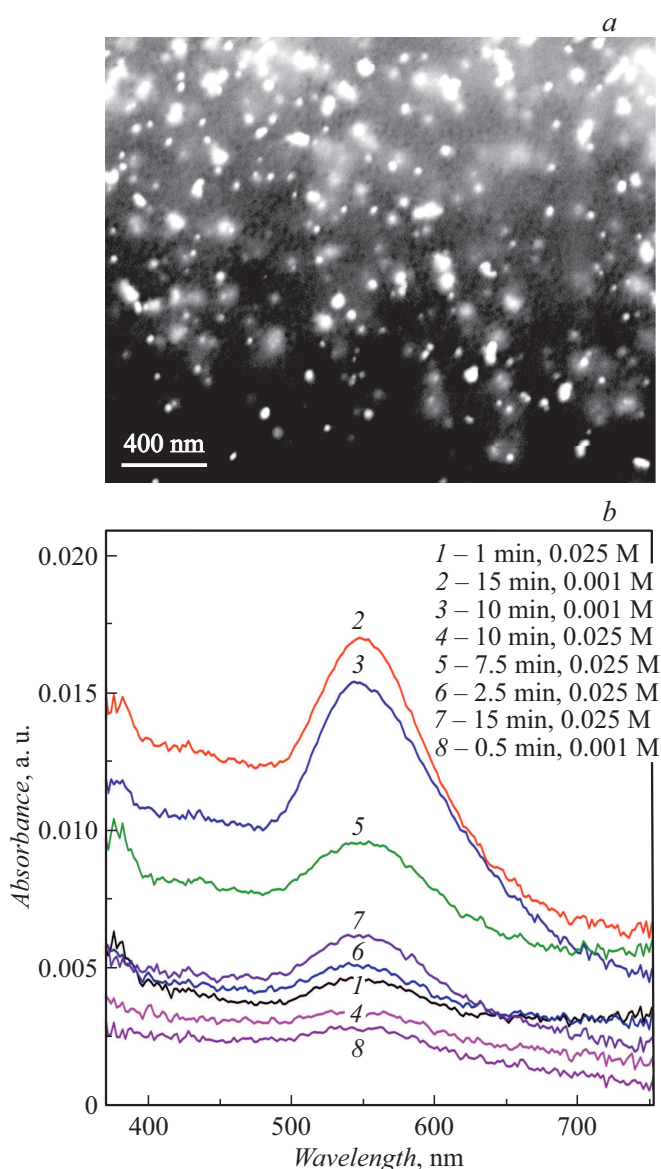 a
400 nm
b
0.020
0.015
0.010
0.005
0
Absorbance, a. u.
1 – 1 min, 0.025 M
2 – 15 min, 0.001 M
3 – 10 min, 0.001 M
4 – 10 min, 0.025 M
5 – 7.5 min, 0.025 M
6 – 2.5 min, 0.025 M
7 – 15 min, 0.025 M
8 – 0.5 min, 0.001 M
2
3
5
7
6
1
4
8
400 500 600 700
Wavelength, nm